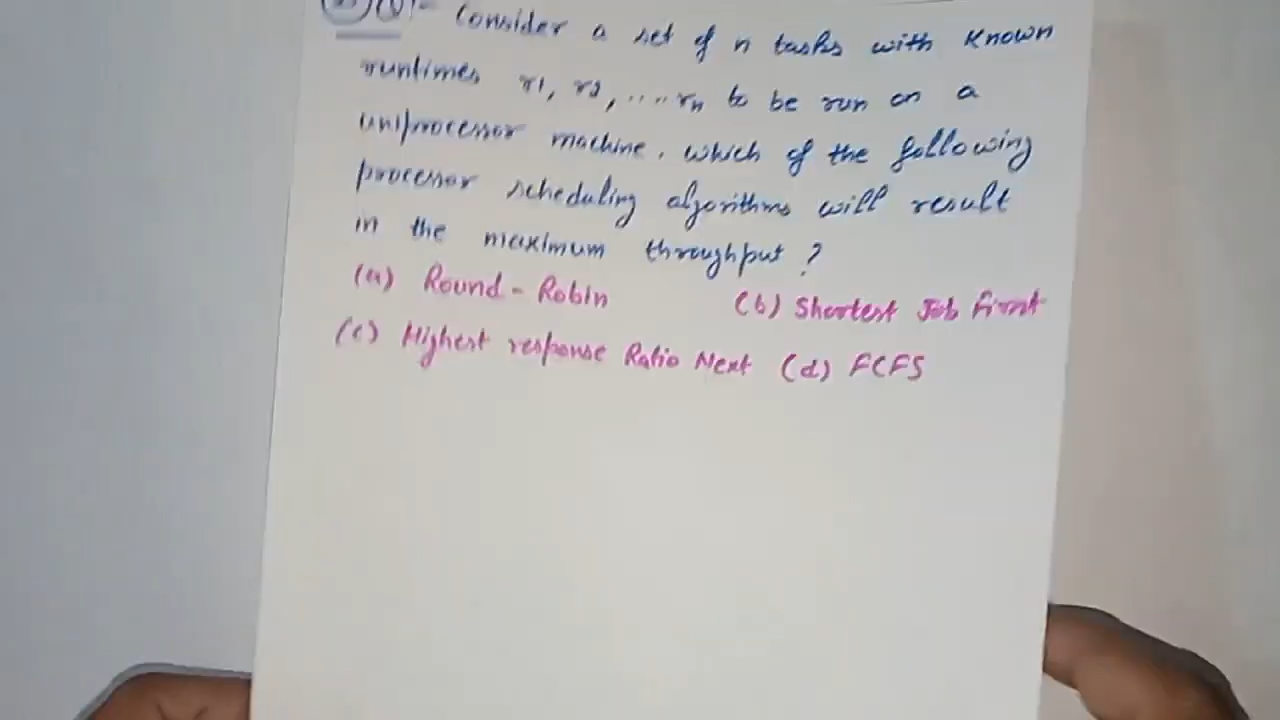 Consider a set of n tasks with known
runtimes r1, r2, .... rn to be run on a
uniprocessor machine. which of the following
processor scheduling algorithms will result
in the maximum throughput ?
(a) Round - Robin (b) Shortest Job First
(c) Highest response Ratio Next (d) FCFS